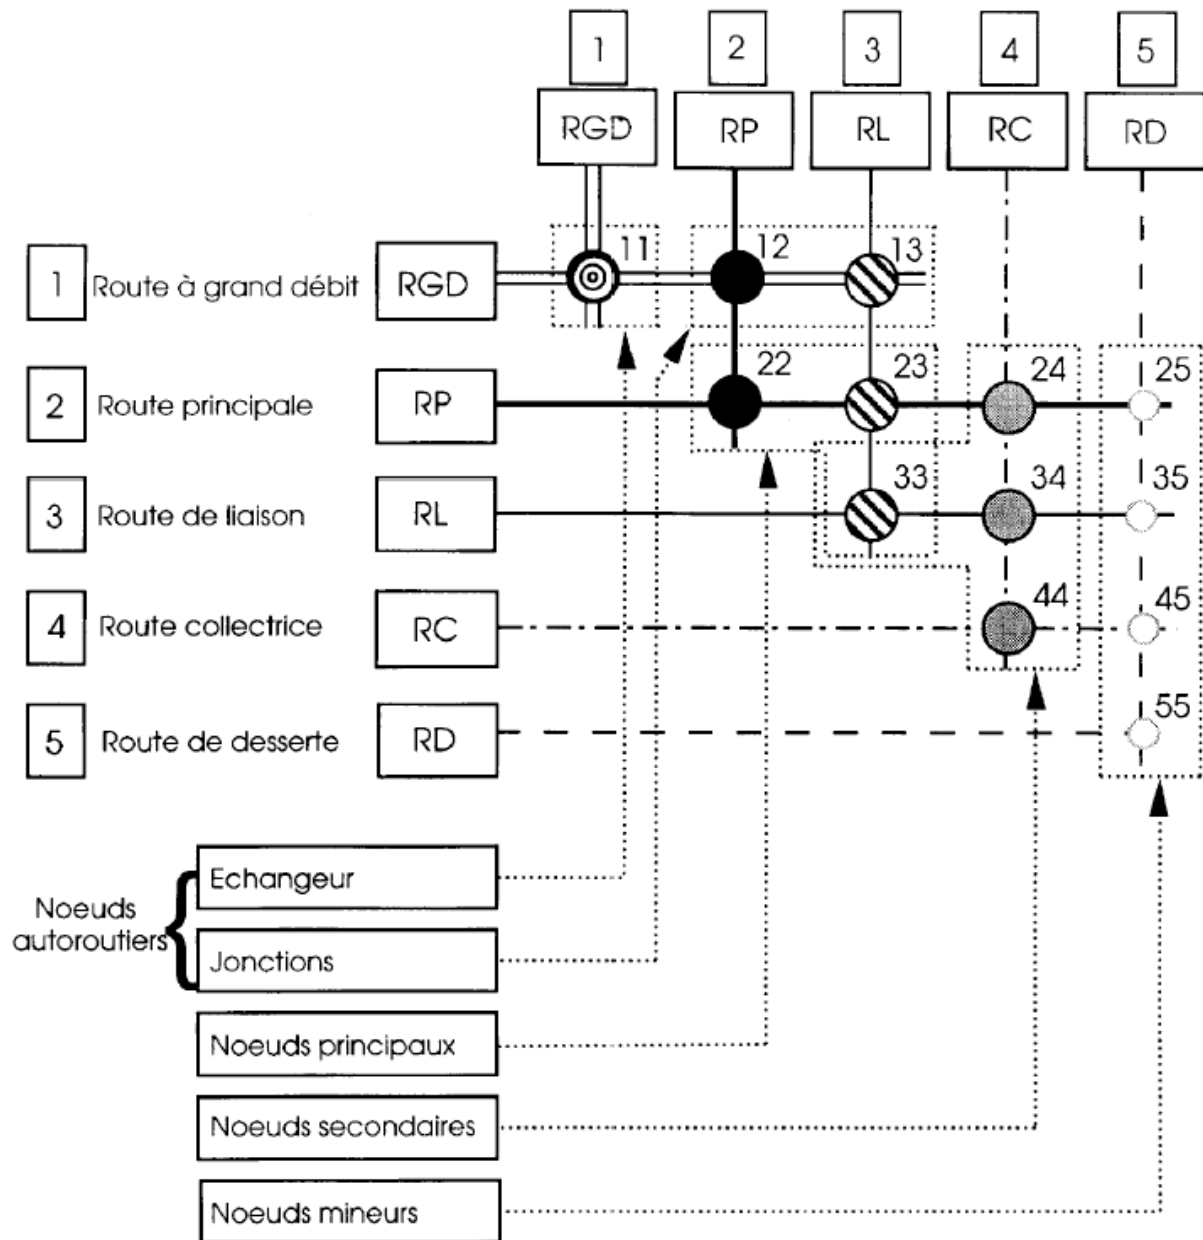 1 2 3 4 5
RGD RP RL RC RD
11 12 13
1 Route à grand débit RGD
22 23 24 25
2 Route principale RP
33 34 35
3 Route de liaison RL
44 45
4 Route collectrice RC
55
5 Route de desserte RD
Echangeur
Noeuds
autoroutiers
Jonctions
Noeuds principaux
Noeuds secondaires
Noeuds mineurs